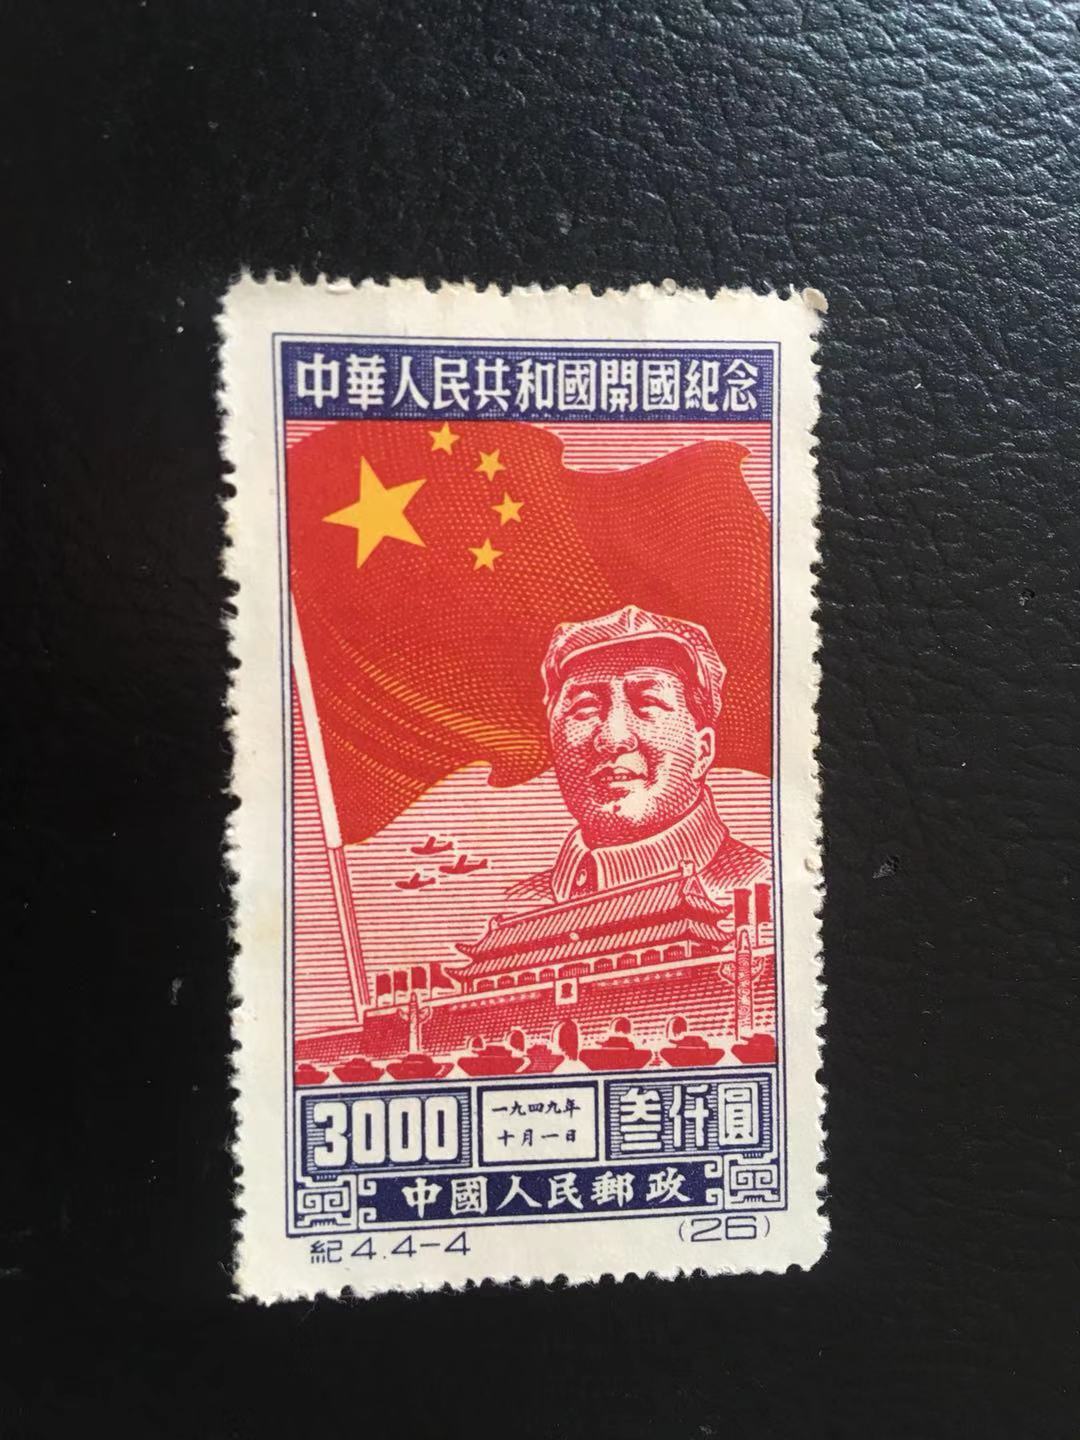 中華人民共和國開國紀念
3000
一九四九年
十月一日
叁仟圓
中國人民郵政
紀4.4-4
(26)